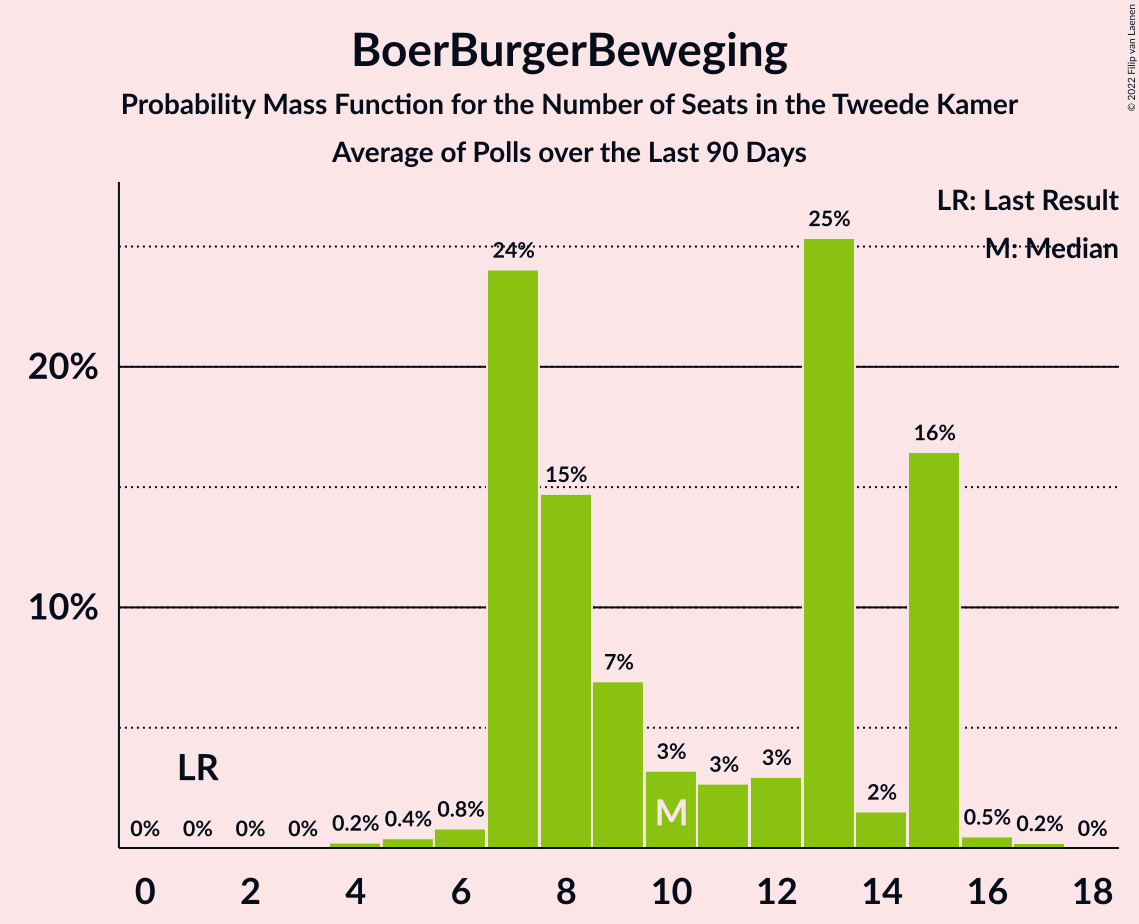 BoerBurgerBeweging
Probability Mass Function for the Number of Seats in the Tweede Kamer
Average of Polls over the Last 90 Days
© 2022 Filip van Laenen
LR: Last Result
M: Median
20%
10%
LR
M
0%
0%
0%
0%
0.2%
0.4%
0.8%
24%
15%
7%
3%
3%
3%
25%
2%
16%
0.5%
0.2%
0%
0 2 4 6 8 10 12 14 16 18